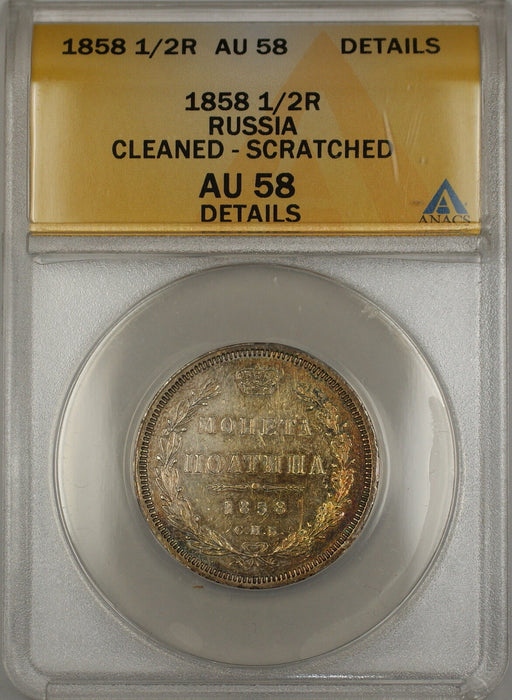 1858 1/2R AU 58 DETAILS
1858 1/2R
RUSSIA
CLEANED - SCRATCHED
AU 58
DETAILS
ANACS
МОНЕТА
ПОЛТИНА
1858
С.П.Б.